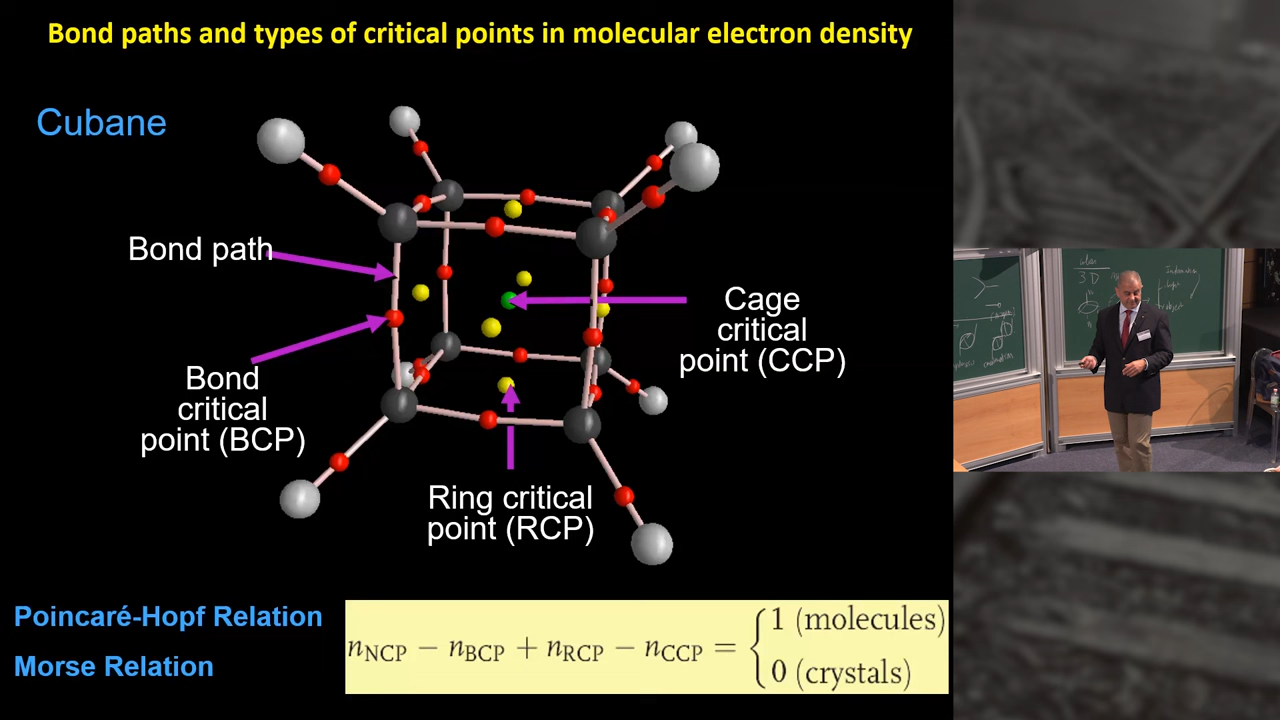 Bond paths and types of critical points in molecular electron density
Cubane
Bond path
Bond
critical
point (BCP)
Cage
critical
point (CCP)
Ring critical
point (RCP)
Poincaré-Hopf Relation
Morse Relation
n_NCP − n_BCP + n_RCP − n_CCP = { 1 (molecules)
0 (crystals)
3D